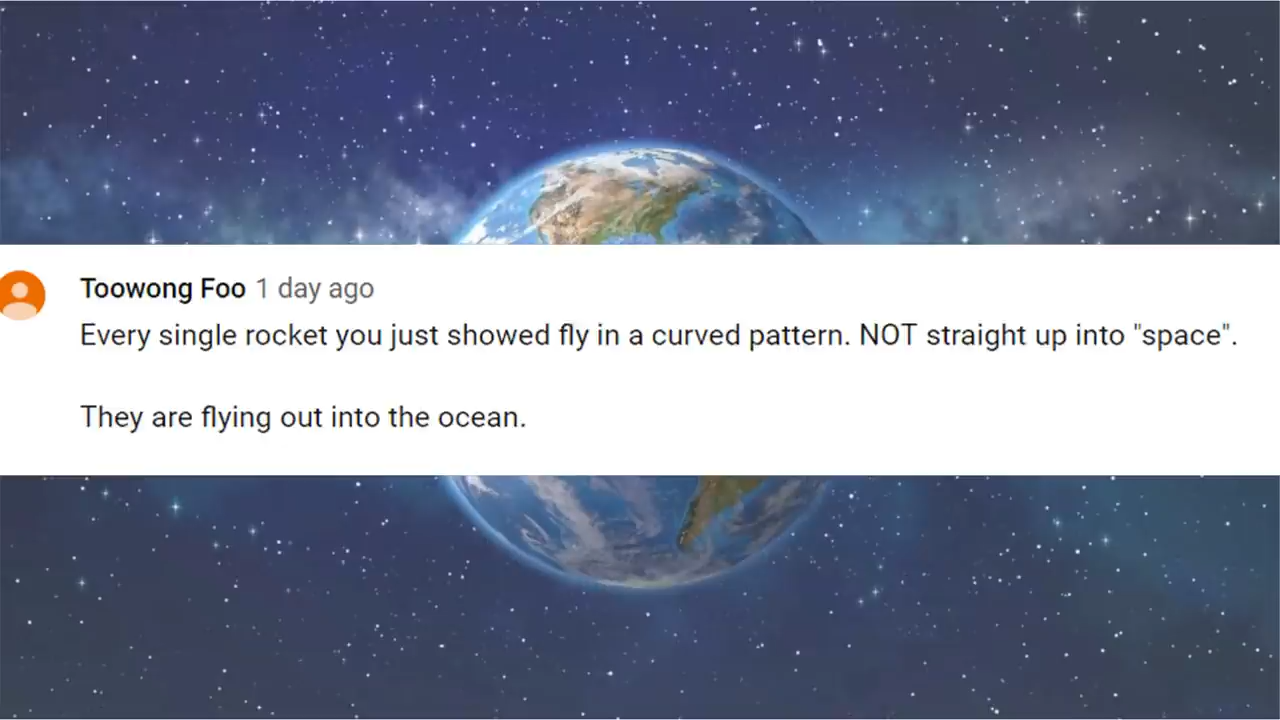 Toowong Foo 1 day ago
Every single rocket you just showed fly in a curved pattern. NOT straight up into "space".
They are flying out into the ocean.